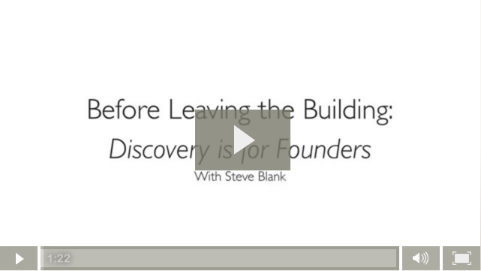 Before Leaving the Building:
Discovery is for Founders
With Steve Blank
1:22